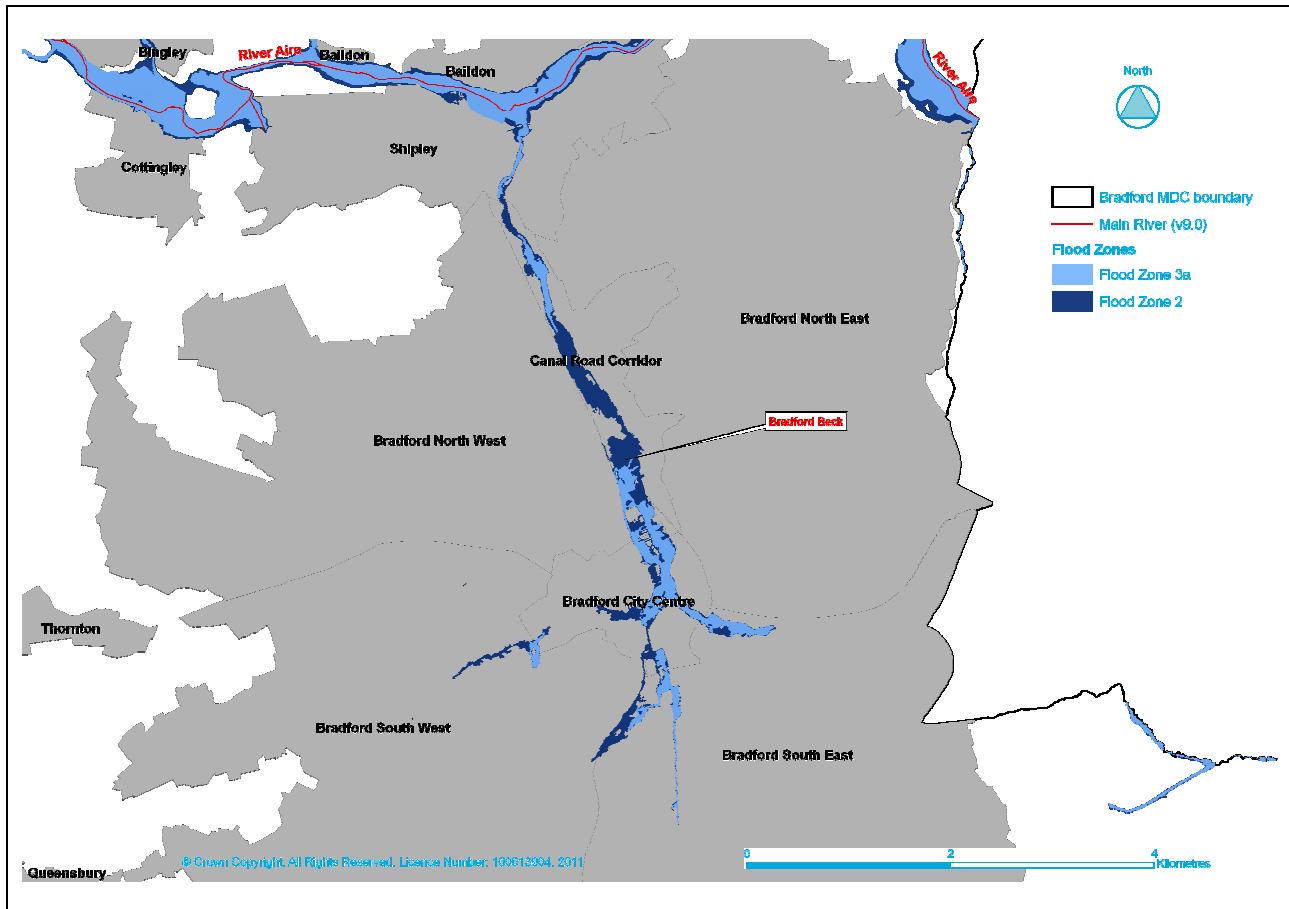 Bingley
River Aire
Baildon
Baildon
River Aire
North
Shipley
Cottingley
Bradford MDC boundary
Main River (v9.0)
Flood Zones
Flood Zone 3a
Flood Zone 2
Bradford North East
Canal Road Corridor
Bradford Beck
Bradford North West
Bradford City Centre
Thornton
Bradford South West
Bradford South East
Queensbury
© Crown Copyright. All Rights Reserved. Licence Number: 100613904. 2011
0 2 4
Kilometres